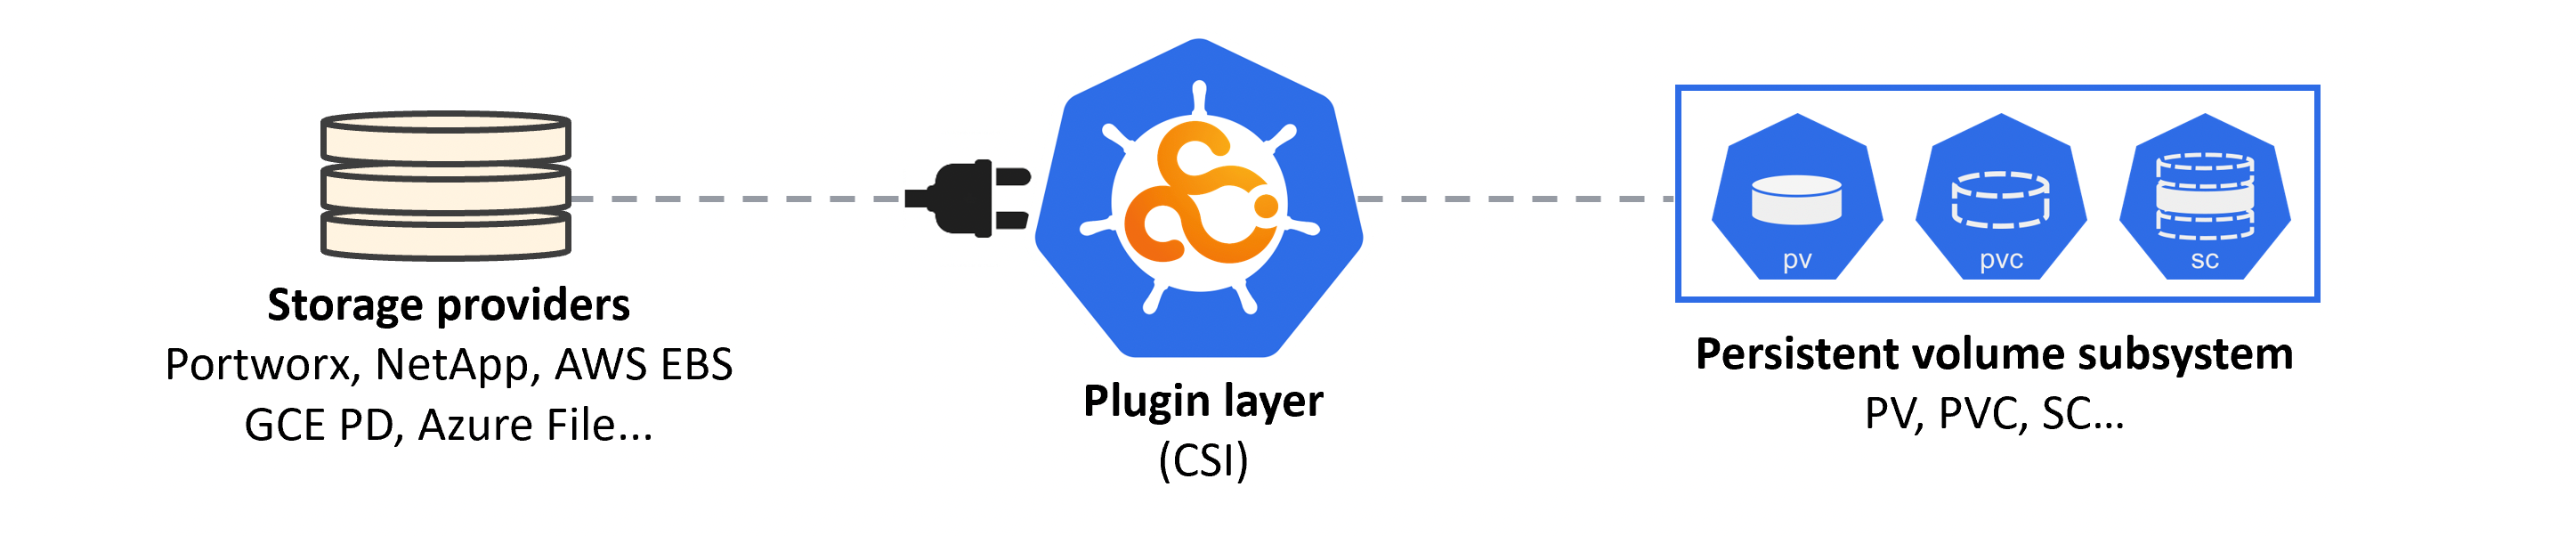 Storage providers
Portworx, NetApp, AWS EBS
GCE PD, Azure File...
Plugin layer
(CSI)
pv
pvc
sc
Persistent volume subsystem
PV, PVC, SC...